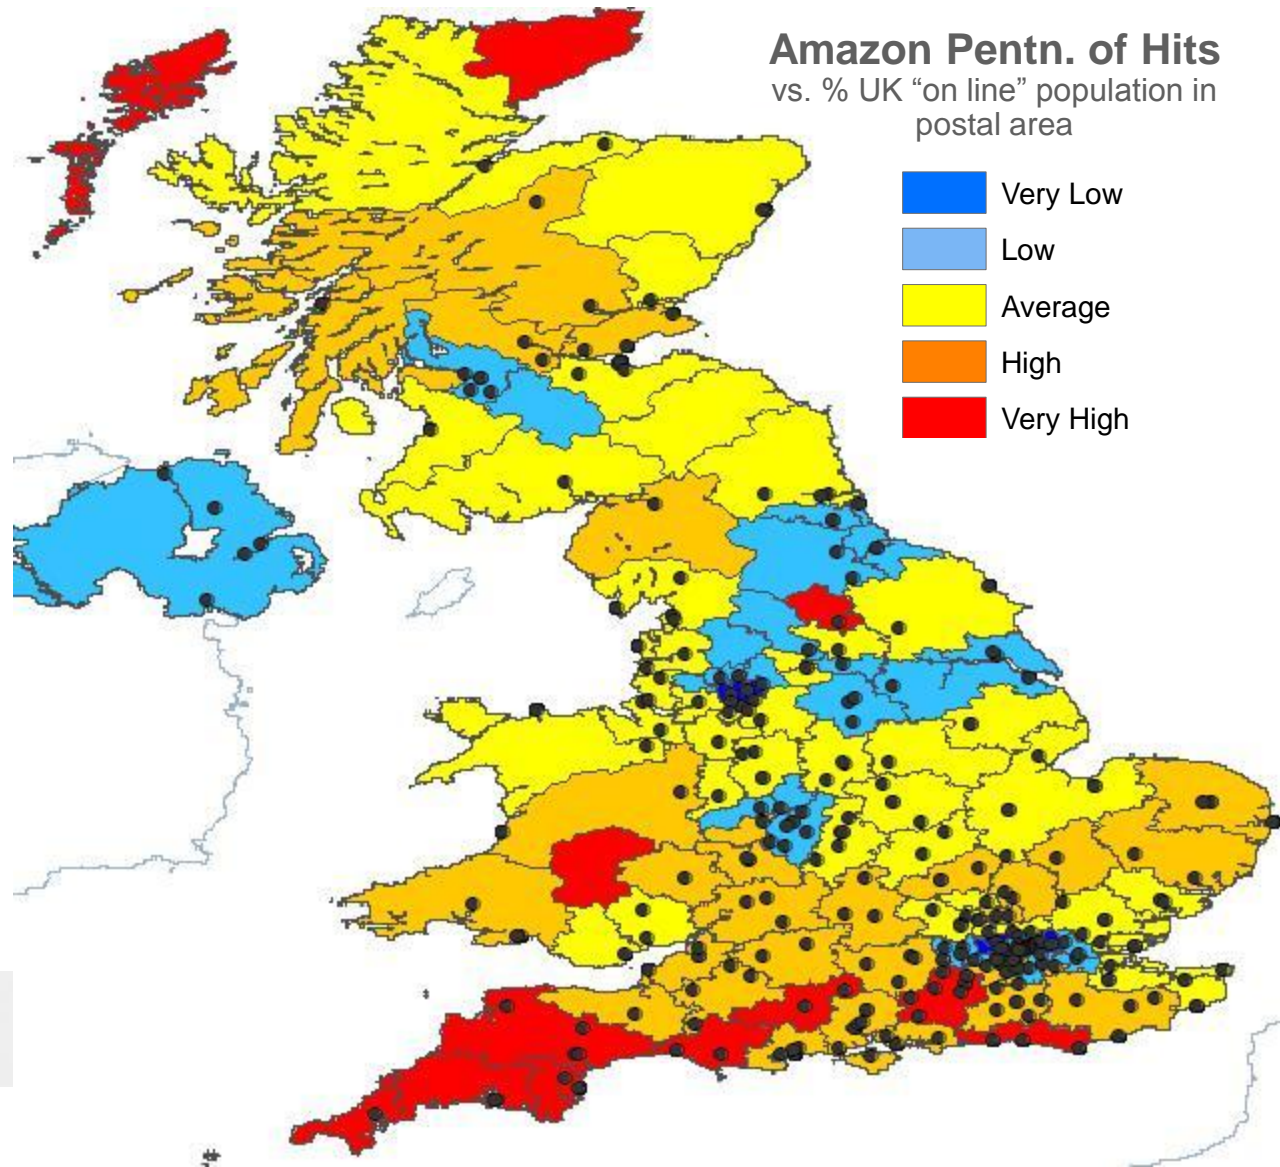 Amazon Pentn. of Hits
vs. % UK “on line” population in
postal area
Very Low
Low
Average
High
Very High